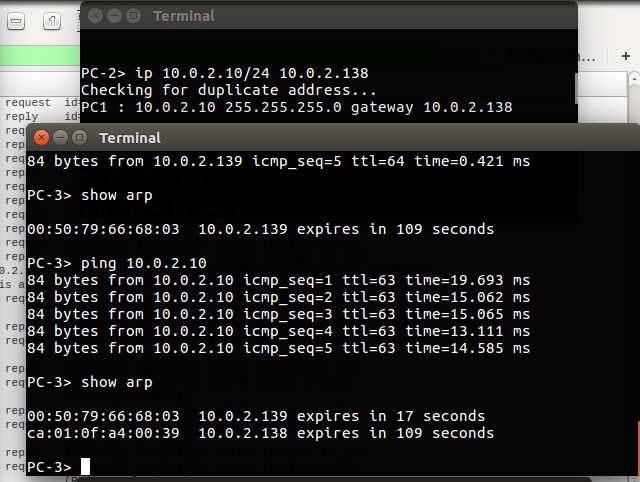 Terminal
PC-2> ip 10.0.2.10/24 10.0.2.138
Checking for duplicate address...
PC1 : 10.0.2.10 255.255.255.0 gateway 10.0.2.138
request id=
reply id=
Terminal
84 bytes from 10.0.2.139 icmp_seq=5 ttl=64 time=0.421 ms
PC-3> show arp
00:50:79:66:68:03 10.0.2.139 expires in 109 seconds
PC-3> ping 10.0.2.10
84 bytes from 10.0.2.10 icmp_seq=1 ttl=63 time=19.693 ms
84 bytes from 10.0.2.10 icmp_seq=2 ttl=63 time=15.062 ms
84 bytes from 10.0.2.10 icmp_seq=3 ttl=63 time=15.065 ms
84 bytes from 10.0.2.10 icmp_seq=4 ttl=63 time=13.111 ms
84 bytes from 10.0.2.10 icmp_seq=5 ttl=63 time=14.585 ms
PC-3> show arp
00:50:79:66:68:03 10.0.2.139 expires in 17 seconds
ca:01:0f:a4:00:39 10.0.2.138 expires in 109 seconds
PC-3>